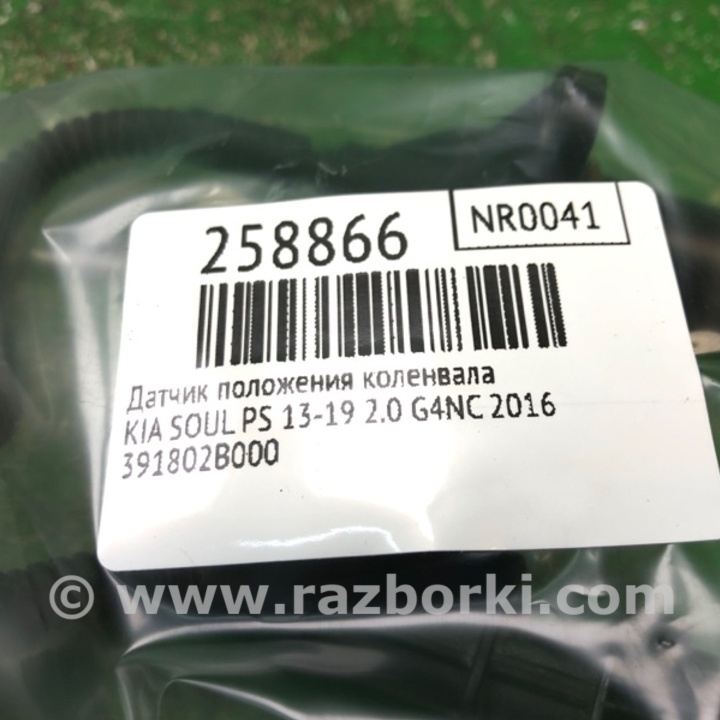 258866
NR0041
Датчик положения коленвала
KIA SOUL PS 13-19 2.0 G4NC 2016
391802B000
© www.razborki.com